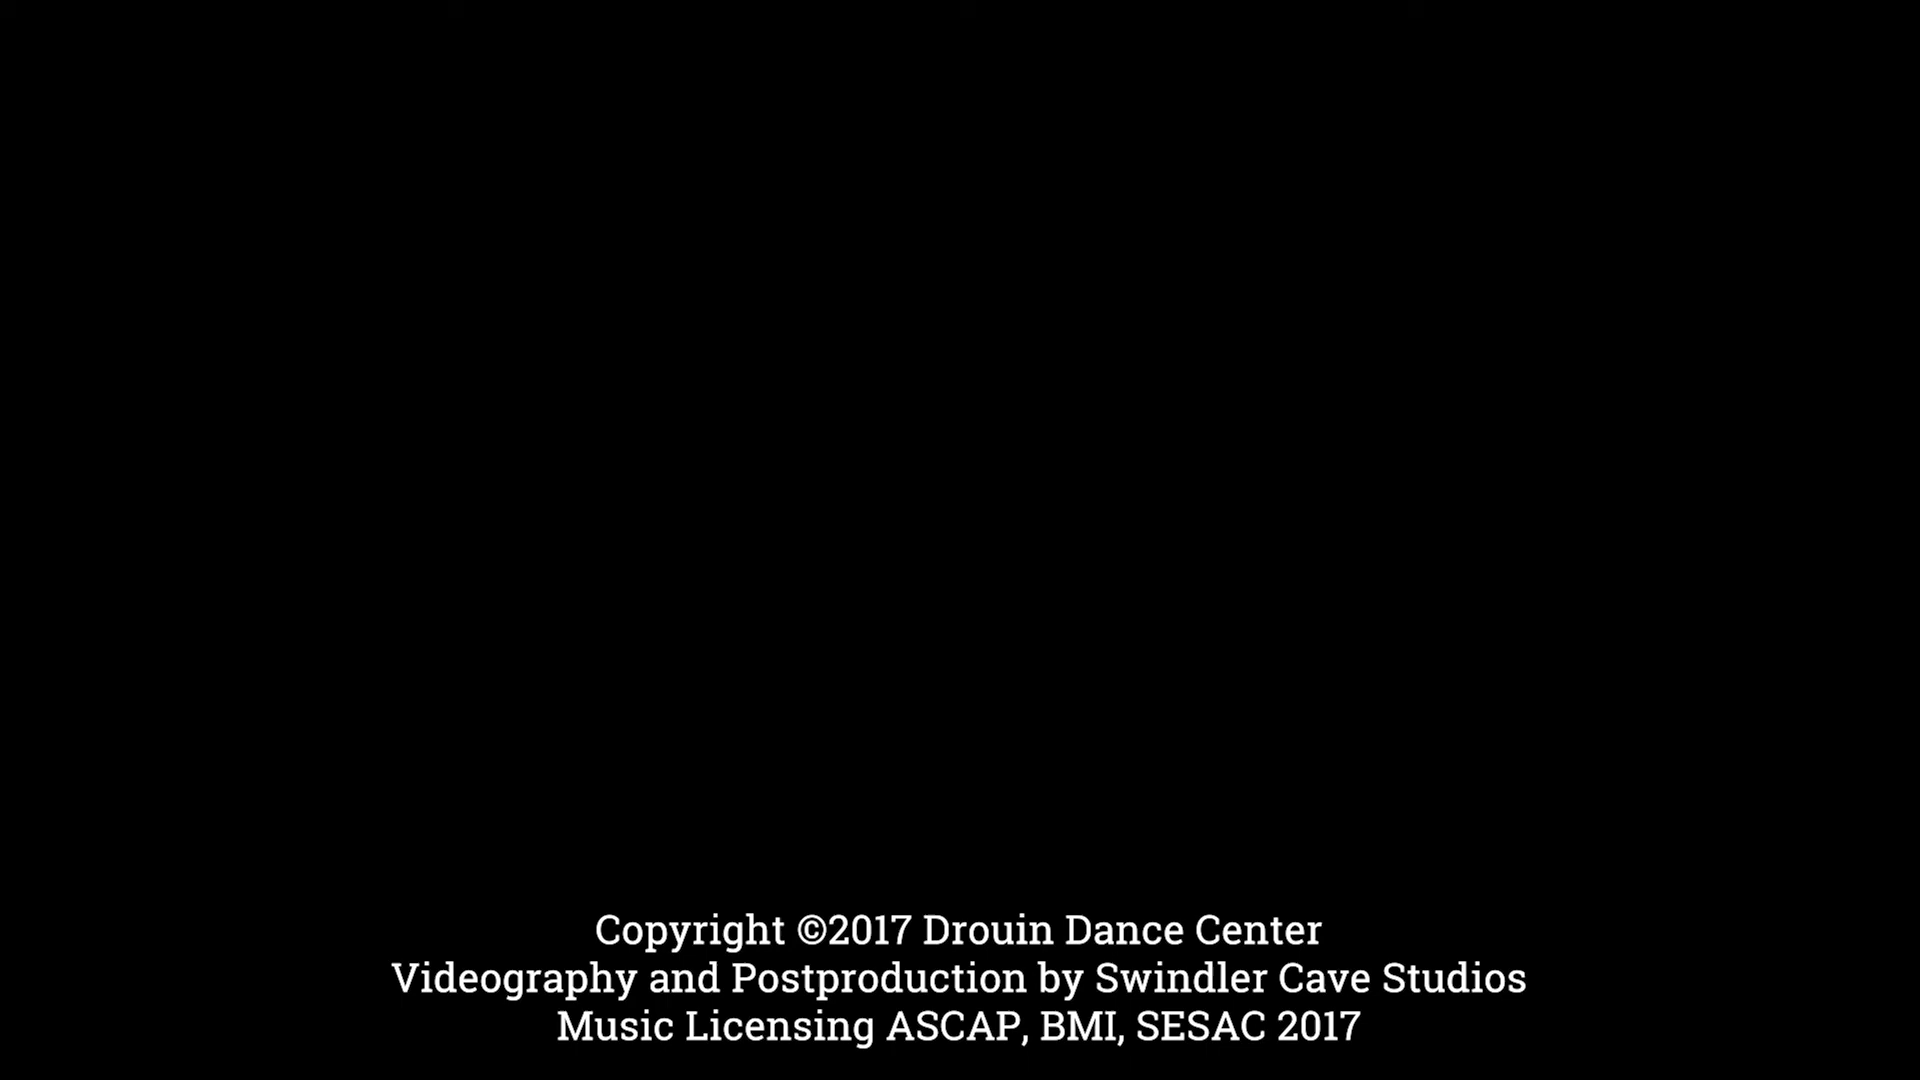 Copyright ©2017 Drouin Dance Center
Videography and Postproduction by Swindler Cave Studios
Music Licensing ASCAP, BMI, SESAC 2017